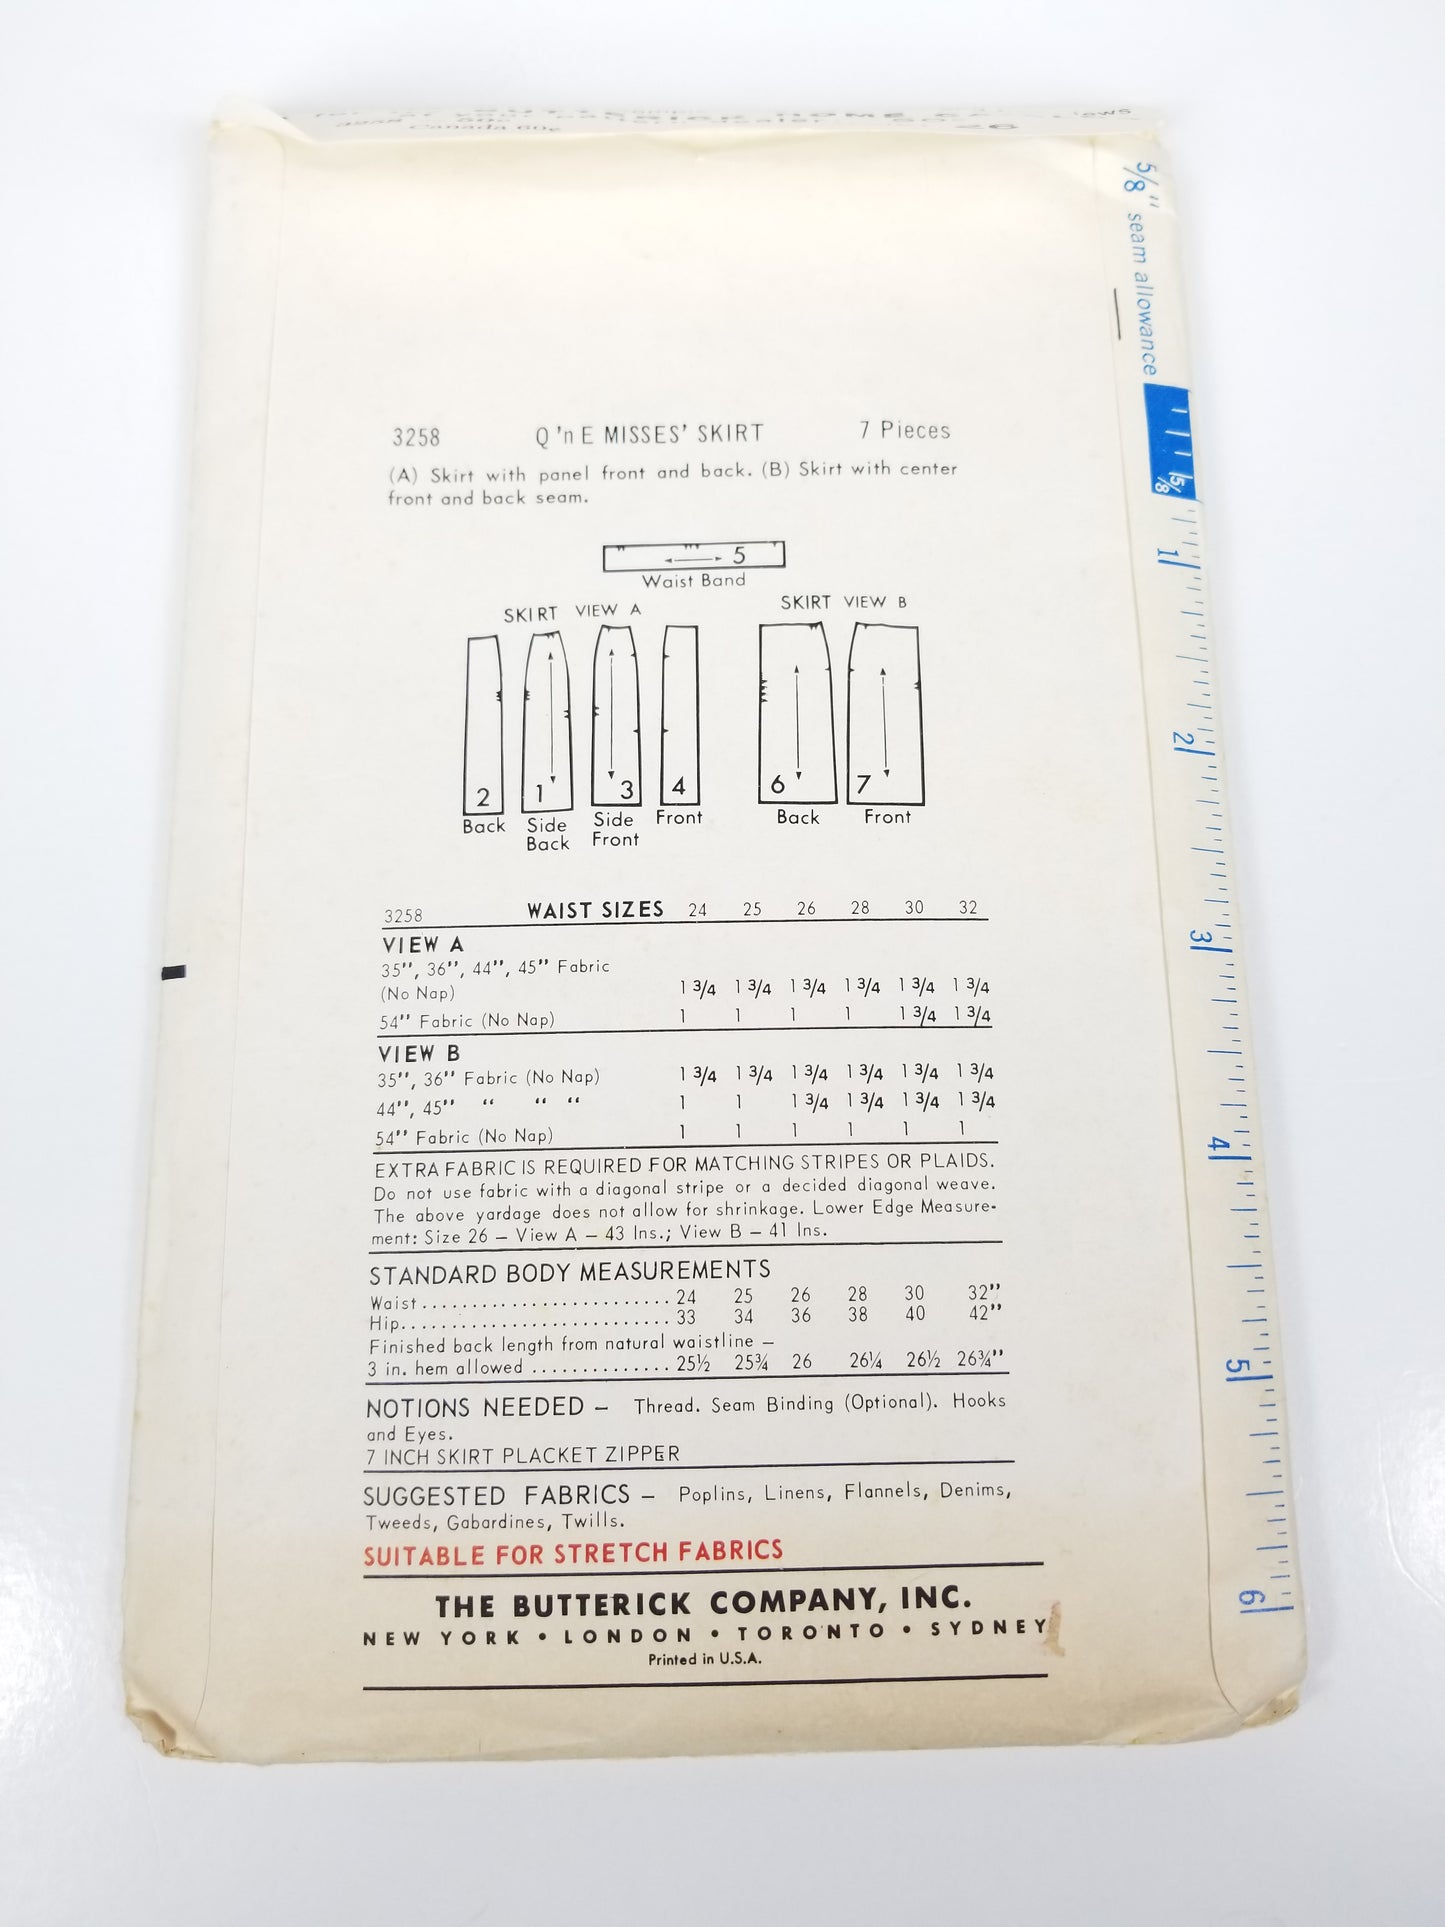 3258 Q'nE MISSES' SKIRT 7 Pieces
(A) Skirt with panel front and back. (B) Skirt with center
front and back seam.
5
Waist Band
SKIRT VIEW A
SKIRT VIEW B
2
Back
1
Side
Back
3
Side
Front
4
Front
6
Back
7
Front
3258 WAIST SIZES 24 25 26 28 30 32
VIEW A
35", 36", 44", 45" Fabric
(No Nap) 1 3/4 1 3/4 1 3/4 1 3/4 1 3/4 1 3/4
54" Fabric (No Nap) 1 1 1 1 1 3/4 1 3/4
VIEW B
35", 36" Fabric (No Nap) 1 3/4 1 3/4 1 3/4 1 3/4 1 3/4 1 3/4
44", 45" " " " 1 1 1 3/4 1 3/4 1 3/4 1 3/4
54" Fabric (No Nap) 1 1 1 1 1 1
EXTRA FABRIC IS REQUIRED FOR MATCHING STRIPES OR PLAIDS.
Do not use fabric with a diagonal stripe or a decided diagonal weave.
The above yardage does not allow for shrinkage. Lower Edge Measure-
ment: Size 26 – View A – 43 Ins.; View B – 41 Ins.
STANDARD BODY MEASUREMENTS
Waist......................... 24 25 26 28 30 32"
Hip........................... 33 34 36 38 40 42"
Finished back length from natural waistline –
3 in. hem allowed .............. 25½ 25¾ 26 26¼ 26½ 26¾"
NOTIONS NEEDED – Thread. Seam Binding (Optional). Hooks
and Eyes.
7 INCH SKIRT PLACKET ZIPPER
SUGGESTED FABRICS – Poplins, Linens, Flannels, Denims,
Tweeds, Gabardines, Twills.
SUITABLE FOR STRETCH FABRICS
THE BUTTERICK COMPANY, INC.
NEW YORK • LONDON • TORONTO • SYDNEY
Printed in U.S.A.
5/8" seam allowance
5/8
1
2
3
4
5
6